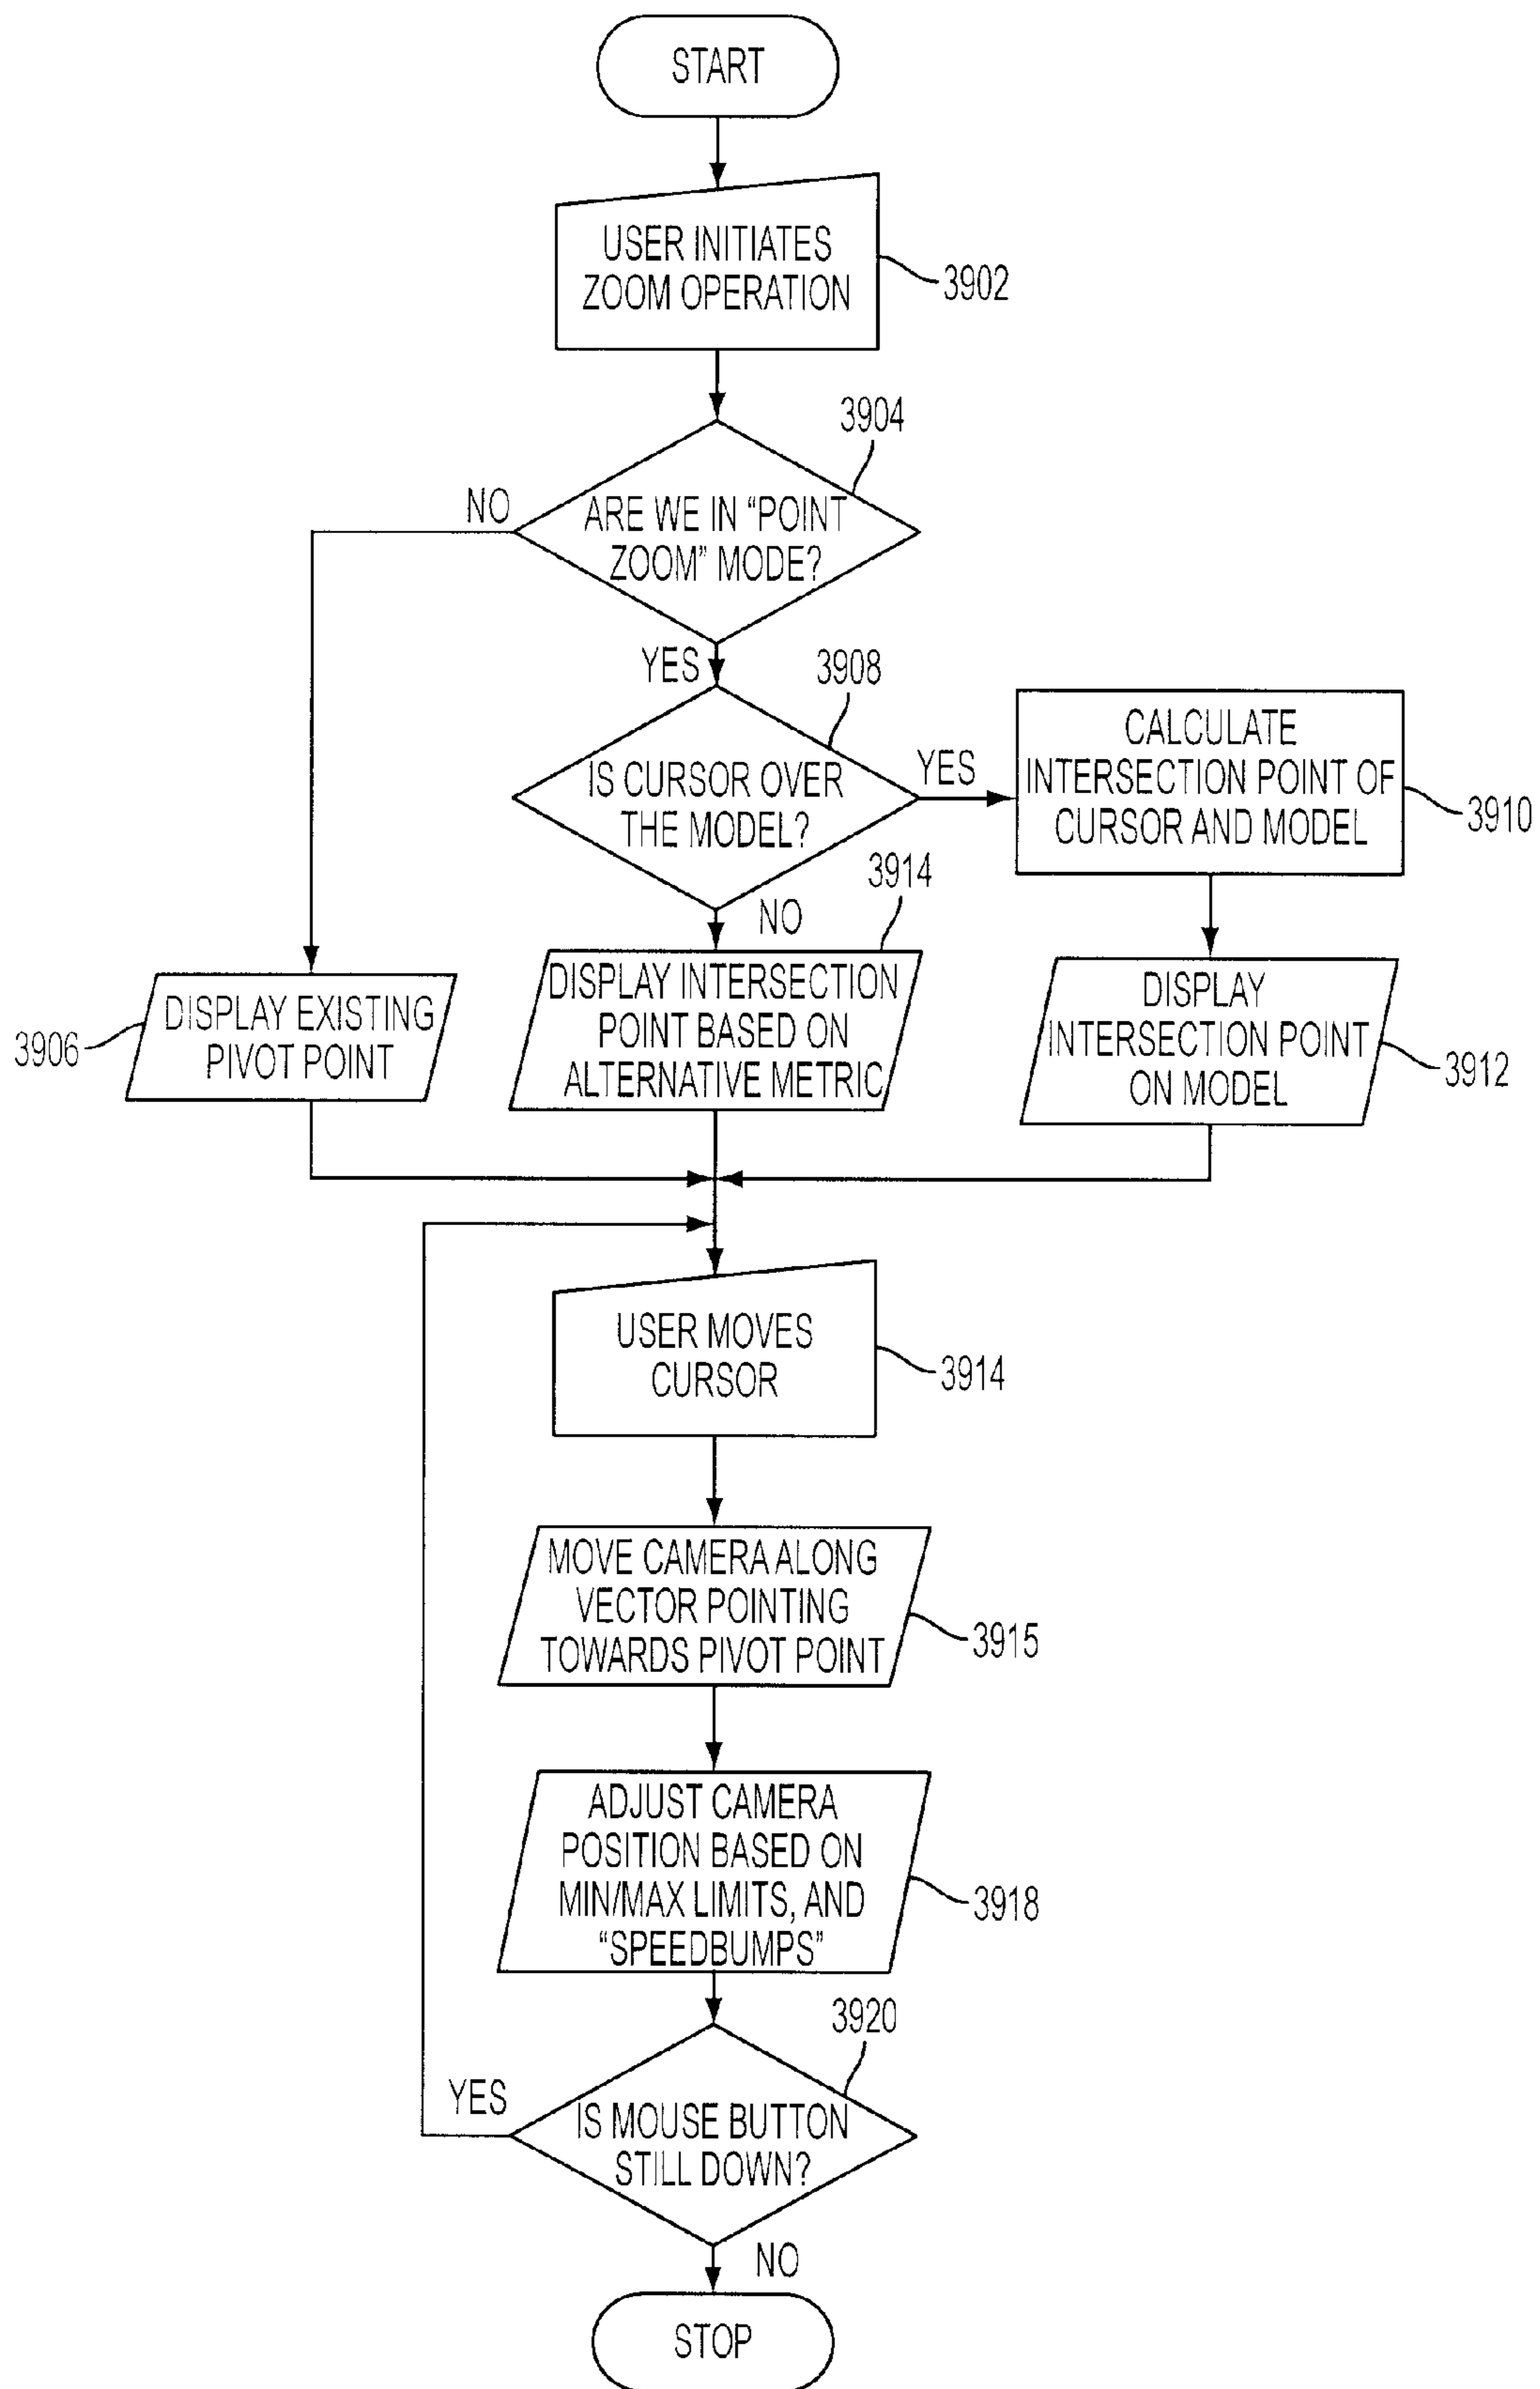 START
USER INITIATES
ZOOM OPERATION
3902
3904
NO
ARE WE IN “POINT
ZOOM” MODE?
YES
3908
IS CURSOR OVER
THE MODEL?
YES
CALCULATE
INTERSECTION POINT OF
CURSOR AND MODEL
3910
3914
NO
DISPLAY EXISTING
PIVOT POINT
3906
DISPLAY INTERSECTION
POINT BASED ON
ALTERNATIVE METRIC
DISPLAY
INTERSECTION POINT
ON MODEL
3912
USER MOVES
CURSOR
3914
MOVE CAMERA ALONG
VECTOR POINTING
TOWARDS PIVOT POINT
3915
ADJUST CAMERA
POSITION BASED ON
MIN/MAX LIMITS, AND
“SPEEDBUMPS”
3918
3920
YES
IS MOUSE BUTTON
STILL DOWN?
NO
STOP